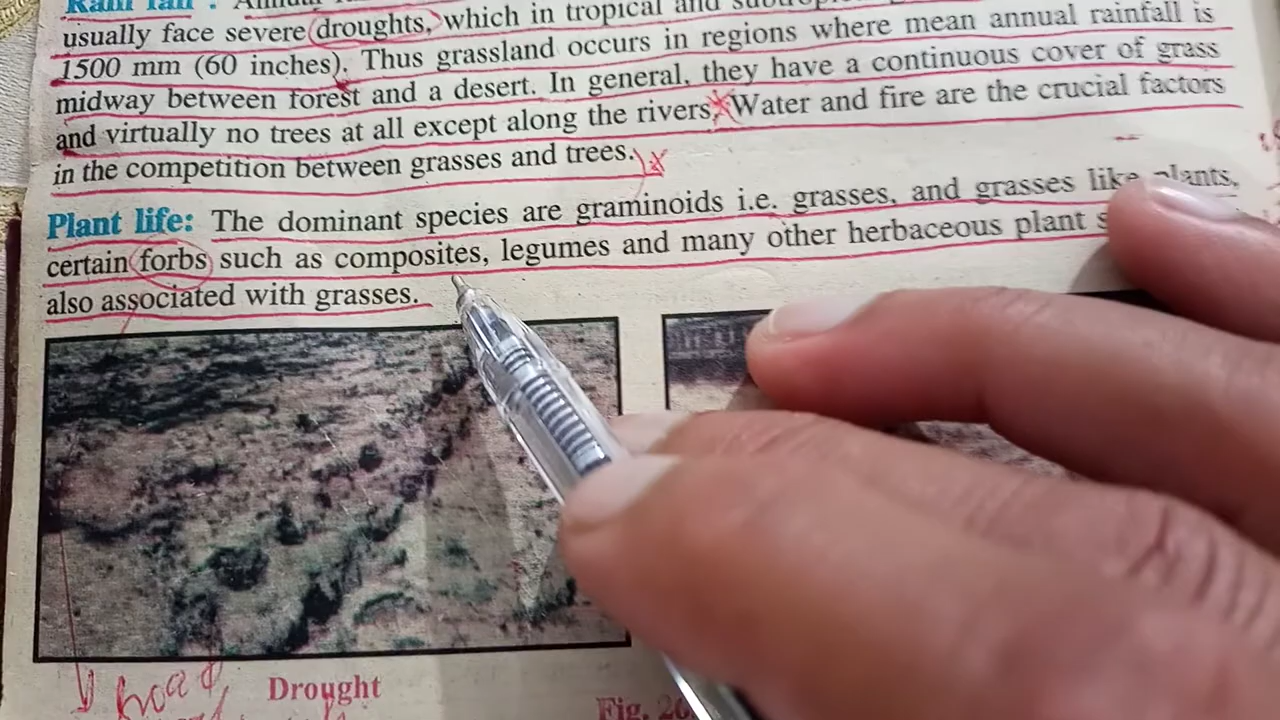 Rain fall :
usually face severe droughts, which in tropical and
1500 mm (60 inches). Thus grassland occurs in regions where mean annual rainfall is
midway between forest and a desert. In general, they have a continuous cover of grass
and virtually no trees at all except along the rivers. Water and fire are the crucial factors
in the competition between grasses and trees.
Plant life: The dominant species are graminoids i.e. grasses, and grasses like plants,
certain forbs such as composites, legumes and many other herbaceous plant
also associated with grasses.
Drought
Fig.